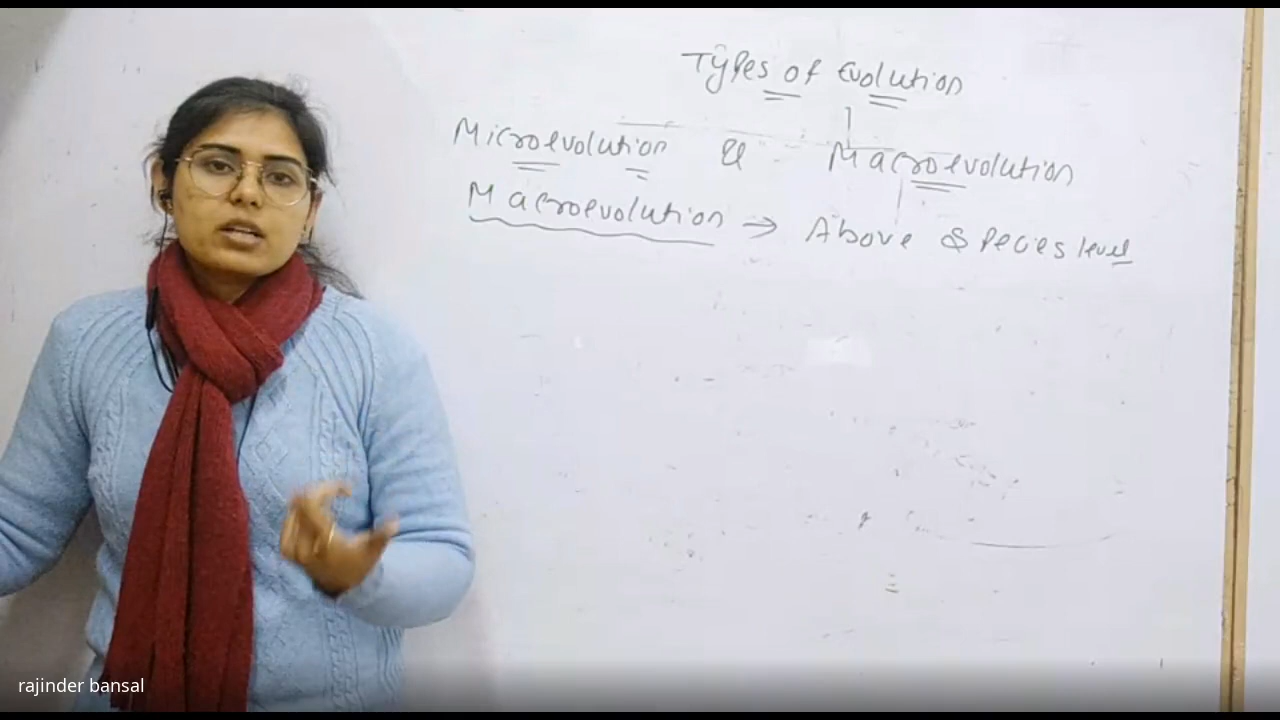 Types of Evolution
Microevolution & Macroevolution
Macroevolution → Above species level
rajinder bansal